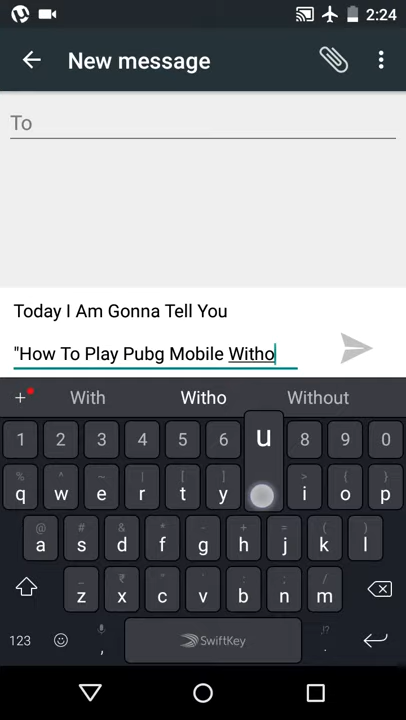 2:24
New message
To
Today I Am Gonna Tell You
"How To Play Pubg Mobile Witho
With Witho Without
1 2 3 4 5 6 u 8 9 0
% ^ ~ | [ ] > { }
q w e r t y i o p
@ # & * - + = ( )
a s d f g h j k l
₹ " ' : ; /
z x c v b n m
123 , SwiftKey ,!? .